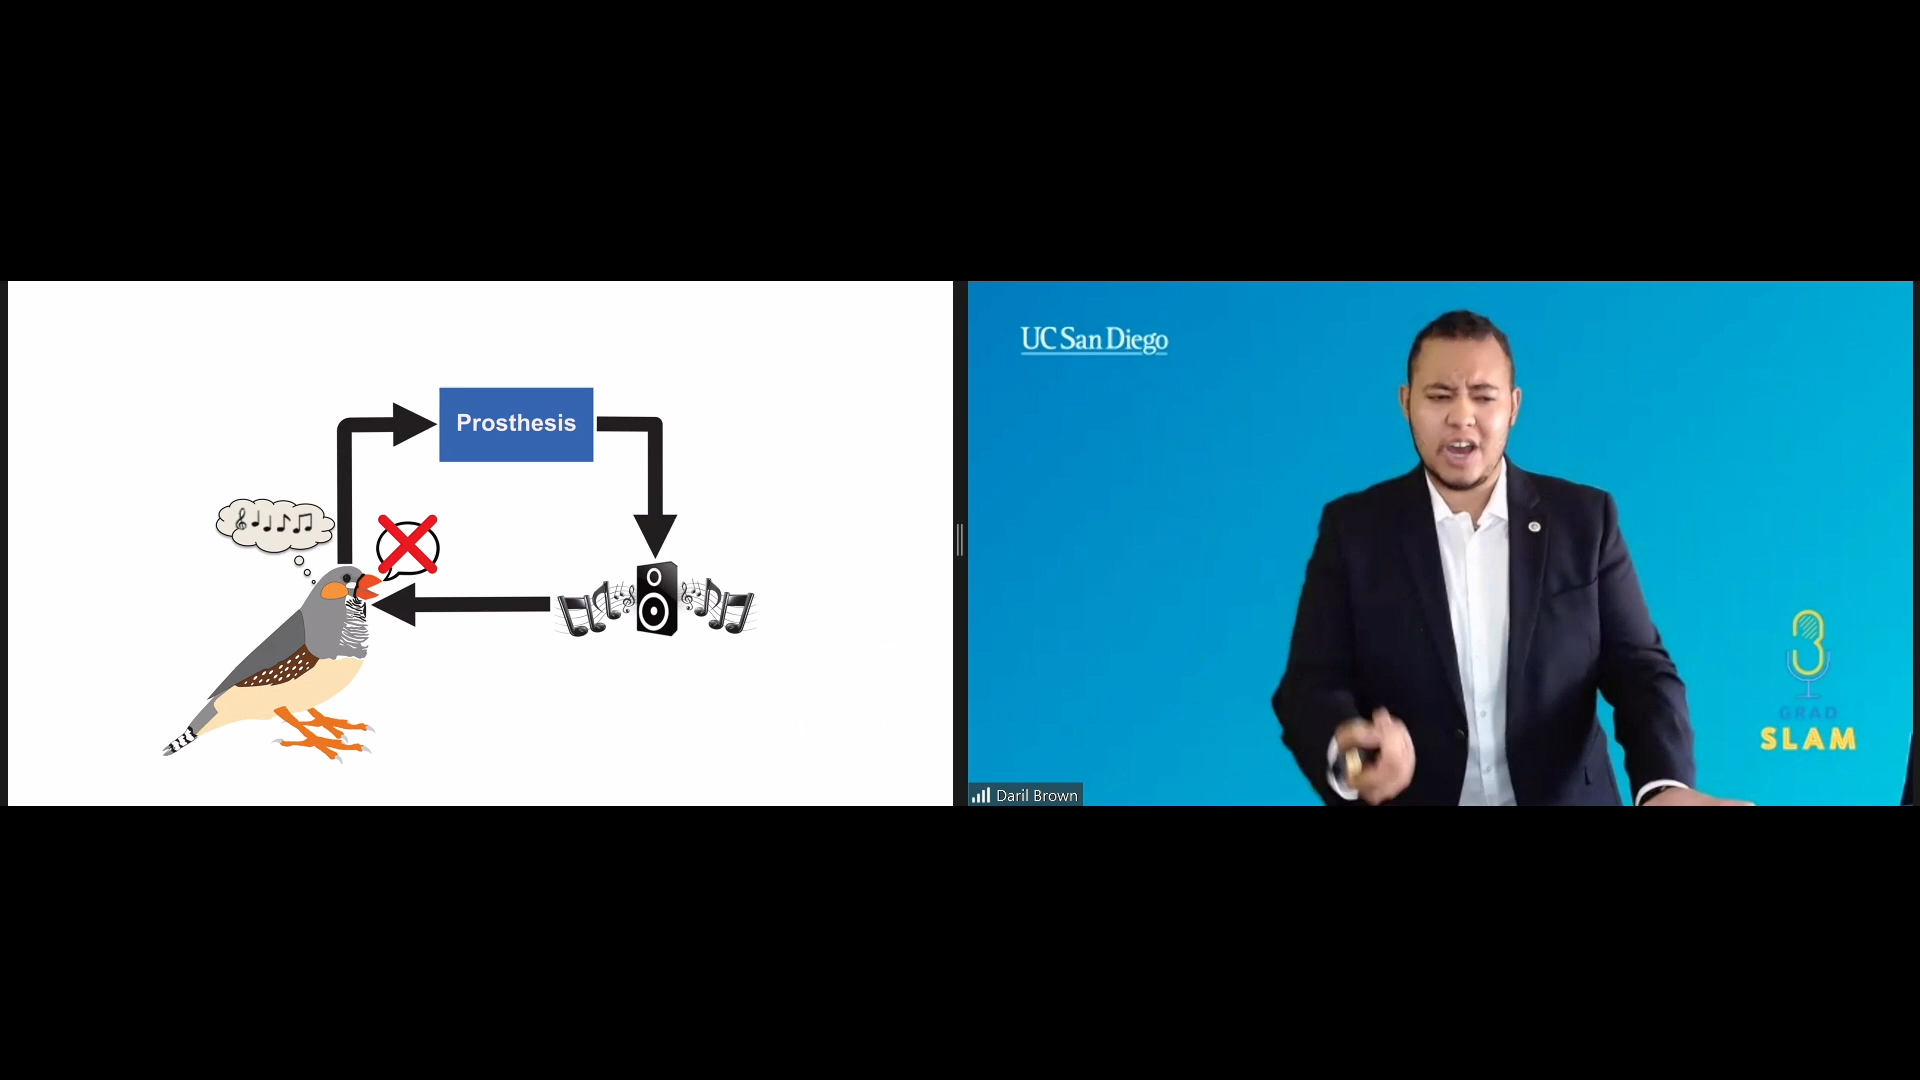 Prosthesis
UC San Diego
GRAD
SLAM
Daril Brown